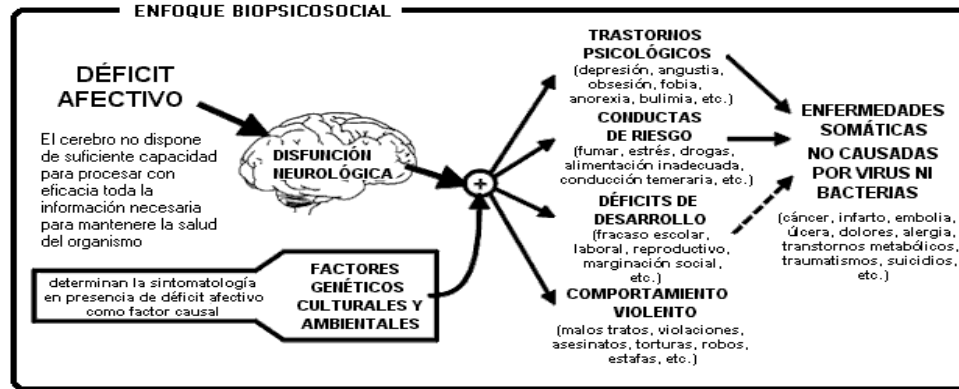 ENFOQUE BIOPSICOSOCIAL
DÉFICIT
AFECTIVO
El cerebro no dispone
de suficiente capacidad
para procesar con
eficacia toda la
información necesaria
para mantenere la salud
del organismo
DISFUNCIÓN
NEUROLÓGICA
+
determinan la sintomatología
en presencia de déficit afectivo
como factor causal
FACTORES
GENÉTICOS
CULTURALES Y
AMBIENTALES
TRASTORNOS
PSICOLÓGICOS
(depresión, angustia,
obsesión, fobia,
anorexia, bulimia, etc.)
CONDUCTAS
DE RIESGO
(fumar, estrés, drogas,
alimentación inadecuada,
conducción temeraria, etc.)
DÉFICITS DE
DESARROLLO
(fracaso escolar,
laboral, reproductivo,
marginación social,
etc.)
COMPORTAMIENTO
VIOLENTO
(malos tratos, violaciones,
asesinatos, torturas, robos,
estafas, etc.)
ENFERMEDADES
SOMÁTICAS
NO CAUSADAS
POR VIRUS NI
BACTERIAS
(cáncer, infarto, embolia,
úlcera, dolores, alergia,
transtornos metabólicos,
traumatismos, suicidios,
etc.)